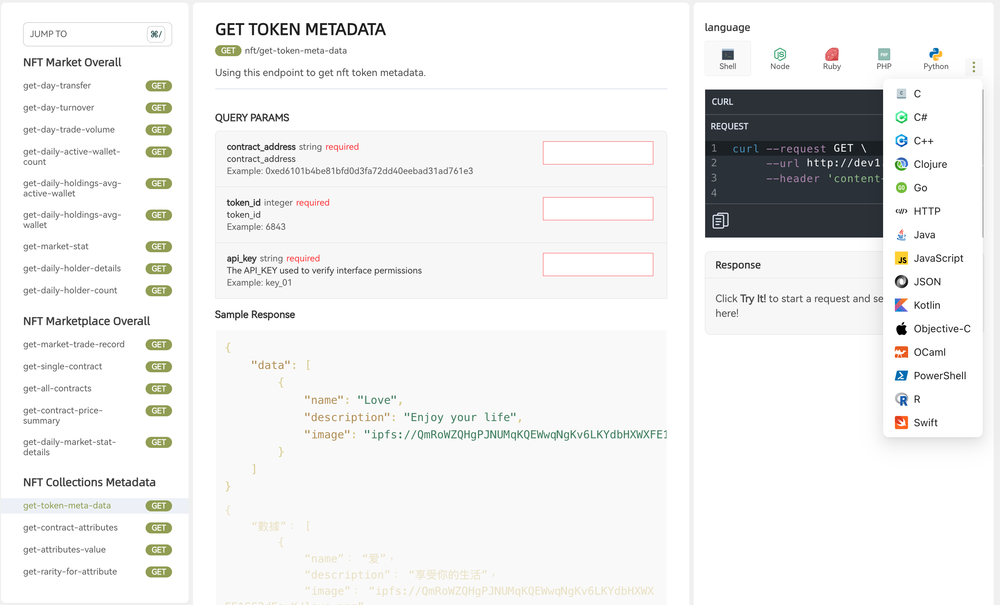 JUMP TO
⌘/
NFT Market Overall
get-day-transfer GET
get-day-turnover GET
get-day-trade-volume GET
get-daily-active-wallet- GET
count
get-daily-holdings-avg- GET
active-wallet
get-daily-holdings-avg- GET
wallet
get-market-stat GET
get-daily-holder-details GET
get-daily-holder-count GET
NFT Marketplace Overall
get-market-trade-record GET
get-single-contract GET
get-all-contracts GET
get-contract-price- GET
summary
get-daily-market-stat- GET
details
NFT Collections Metadata
get-token-meta-data GET
get-contract-attributes GET
get-attributes-value GET
get-rarity-for-attribute GET
GET TOKEN METADATA
GET nft/get-token-meta-data
Using this endpoint to get nft token metadata.
QUERY PARAMS
contract_address string required
contract_address
Example: 0xed6101b4be81bfd0d3fa72dd40eebad31ad761e3
token_id integer required
token_id
Example: 6843
api_key string required
The API_KEY used to verify interface permissions
Example: key_01
Sample Response
{
"data": [
{
"name": "Love",
"description": "Enjoy your life",
"image": "ipfs://QmRoWZQHgPJNUMqKQEWwqNgKv6LKYdbHXWXFE1
}
]
}
{
“數據”： [
{
“name”： “爱”，
“description”： “享受你的生活”，
“image”： “ipfs://QmRoWZQHgPJNUMqKQEWwqNgKv6LKYdbHXWX
language
Shell
Node
Ruby
PHP
Python
CURL
REQUEST
1 curl --request GET \
2 --url http://dev1
3 --header 'content-
4
Response
Click Try It! to start a request and se
here!
C
C#
C++
Clojure
Go
HTTP
Java
JavaScript
JSON
Kotlin
Objective-C
OCaml
PowerShell
R
Swift